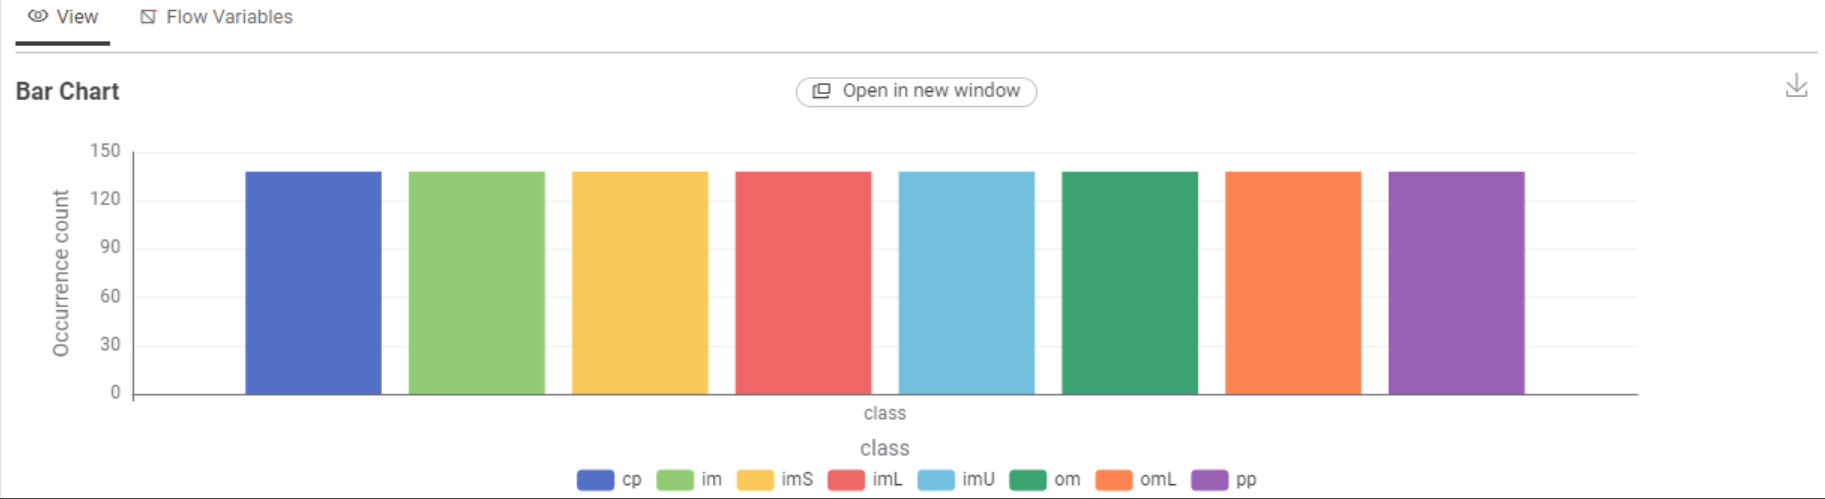 View Flow Variables
Bar Chart Open in new window
150
120
90
60
30
0
Occurrence count
class
class
cp im imS imL imU om omL pp